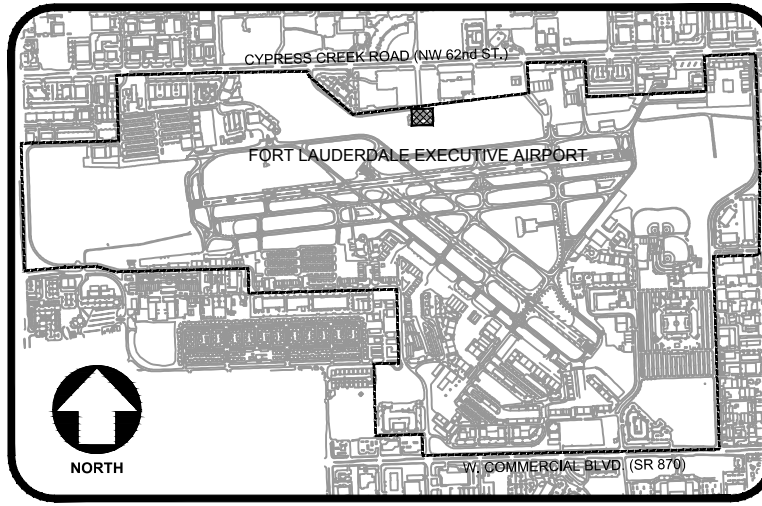 CYPRESS CREEK ROAD (NW 62nd ST.)
FORT LAUDERDALE EXECUTIVE AIRPORT
NORTH
W. COMMERCIAL BLVD. (SR 870)